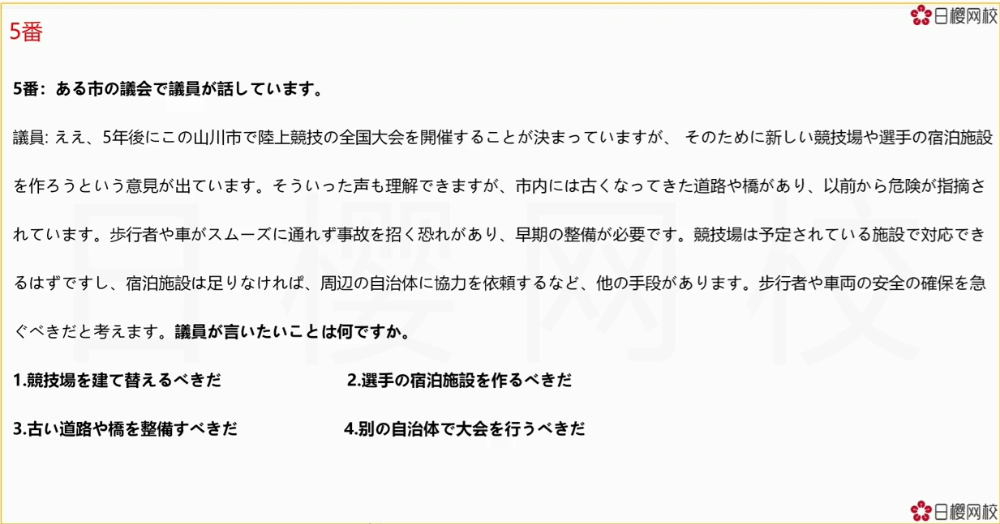 日樱网校
5番
5番：ある市の議会で議員が話しています。
議員: ええ、5年後にこの山川市で陸上競技の全国大会を開催することが決まっていますが、 そのために新しい競技場や選手の宿泊施設
を作ろうという意見が出ています。そういった声も理解できますが、市内には古くなってきた道路や橋があり、以前から危険が指摘さ
れています。歩行者や車がスムーズに通れず事故を招く恐れがあり、早期の整備が必要です。競技場は予定されている施設で対応でき
るはずですし、宿泊施設は足りなければ、周辺の自治体に協力を依頼するなど、他の手段があります。歩行者や車両の安全の確保を急
ぐべきだと考えます。議員が言いたいことは何ですか。
1.競技場を建て替えるべきだ 2.選手の宿泊施設を作るべきだ
3.古い道路や橋を整備すべきだ 4.別の自治体で大会を行うべきだ
日樱网校
日樱网校